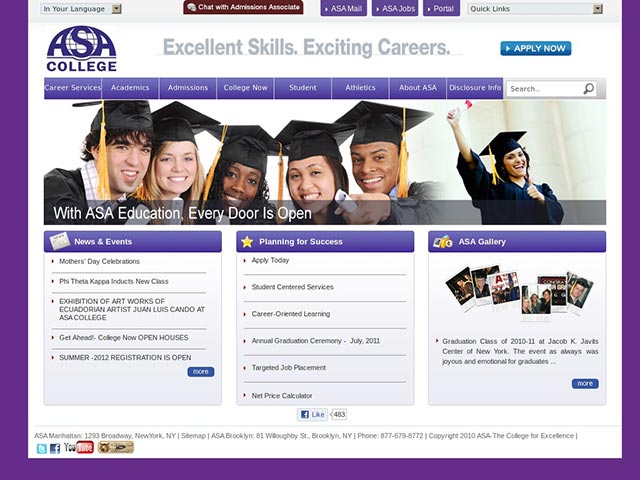 In Your Language
Chat with Admissions Associate
ASA Mail
ASA Jobs
Portal
Quick Links
ASA
COLLEGE
Excellent Skills. Exciting Careers.
APPLY NOW
Career Services
Academics
Admissions
College Now
Student
Athletics
About ASA
Disclosure Info
Search..
With ASA Education, Every Door Is Open
News & Events
Mothers' Day Celebrations
Phi Theta Kappa Inducts New Class
EXHIBITION OF ART WORKS OF
ECUADORIAN ARTIST JUAN LUIS CANDO AT
ASA COLLEGE
Get Ahead!- College Now OPEN HOUSES
SUMMER -2012 REGISTRATION IS OPEN
more
Planning for Success
Apply Today
Student Centered Services
Career-Oriented Learning
Annual Graduation Ceremony - July, 2011
Targeted Job Placement
Net Price Calculator
ASA Gallery
Graduation Class of 2010-11 at Jacob K. Javits
Center of New York. The event as always was
joyous and emotional for graduates ...
more
Like 483
ASA Manhattan: 1293 Broadway, NewYork, NY | Sitemap | ASA Brooklyn: 81 Willoughby St., Brooklyn, NY | Phone: 877-679-8772 | Copyright 2010 ASA-The College for Excellence |
You Tube